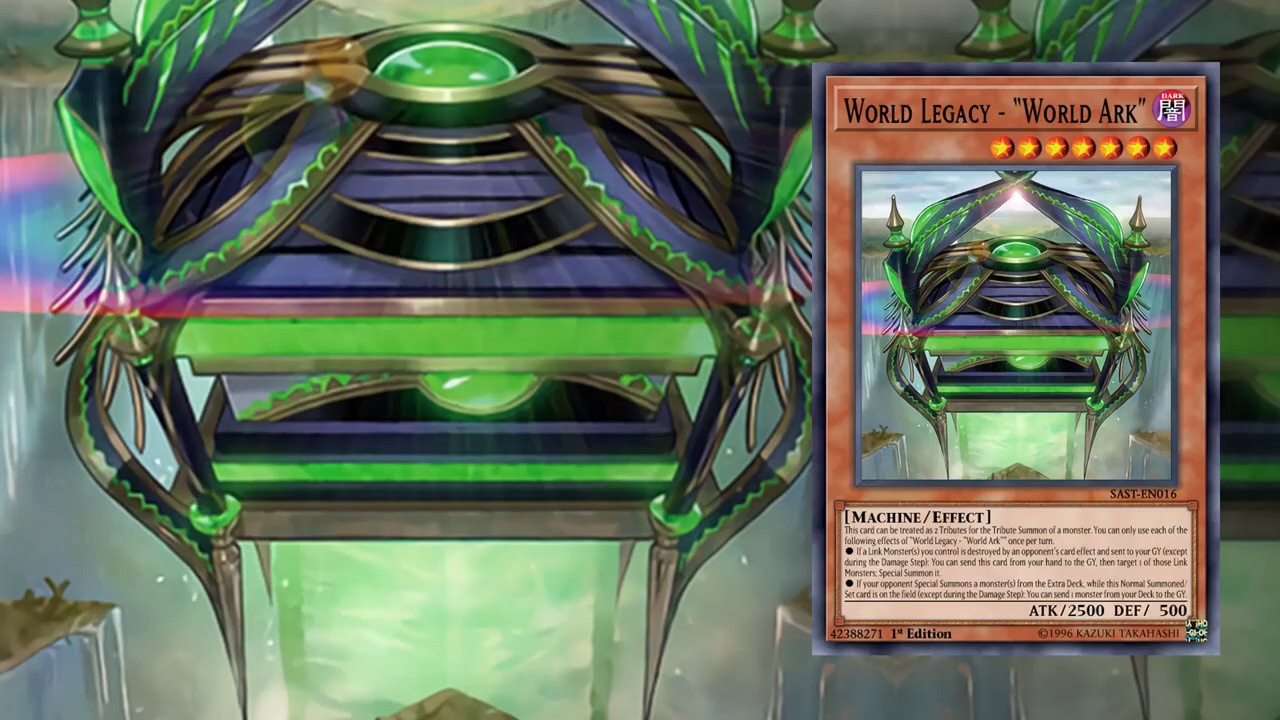 World Legacy - "World Ark"
DARK
闇
SAST-EN016
[Machine/Effect]
This card can be treated as 2 Tributes for the Tribute Summon of a monster. You can only use each of the
following effects of "World Legacy - "World Ark"" once per turn.
● If a Link Monster(s) you control is destroyed by an opponent's card effect and sent to your GY (except
during the Damage Step): You can send this card from your hand to the GY, then target 1 of those Link
Monsters; Special Summon it.
● If your opponent Special Summons a monster(s) from the Extra Deck, while this Normal Summoned/
Set card is on the field (except during the Damage Step): You can send 1 monster from your Deck to the GY.
ATK/2500 DEF/ 500
42388271 1st Edition ©1996 KAZUKI TAKAHASHI